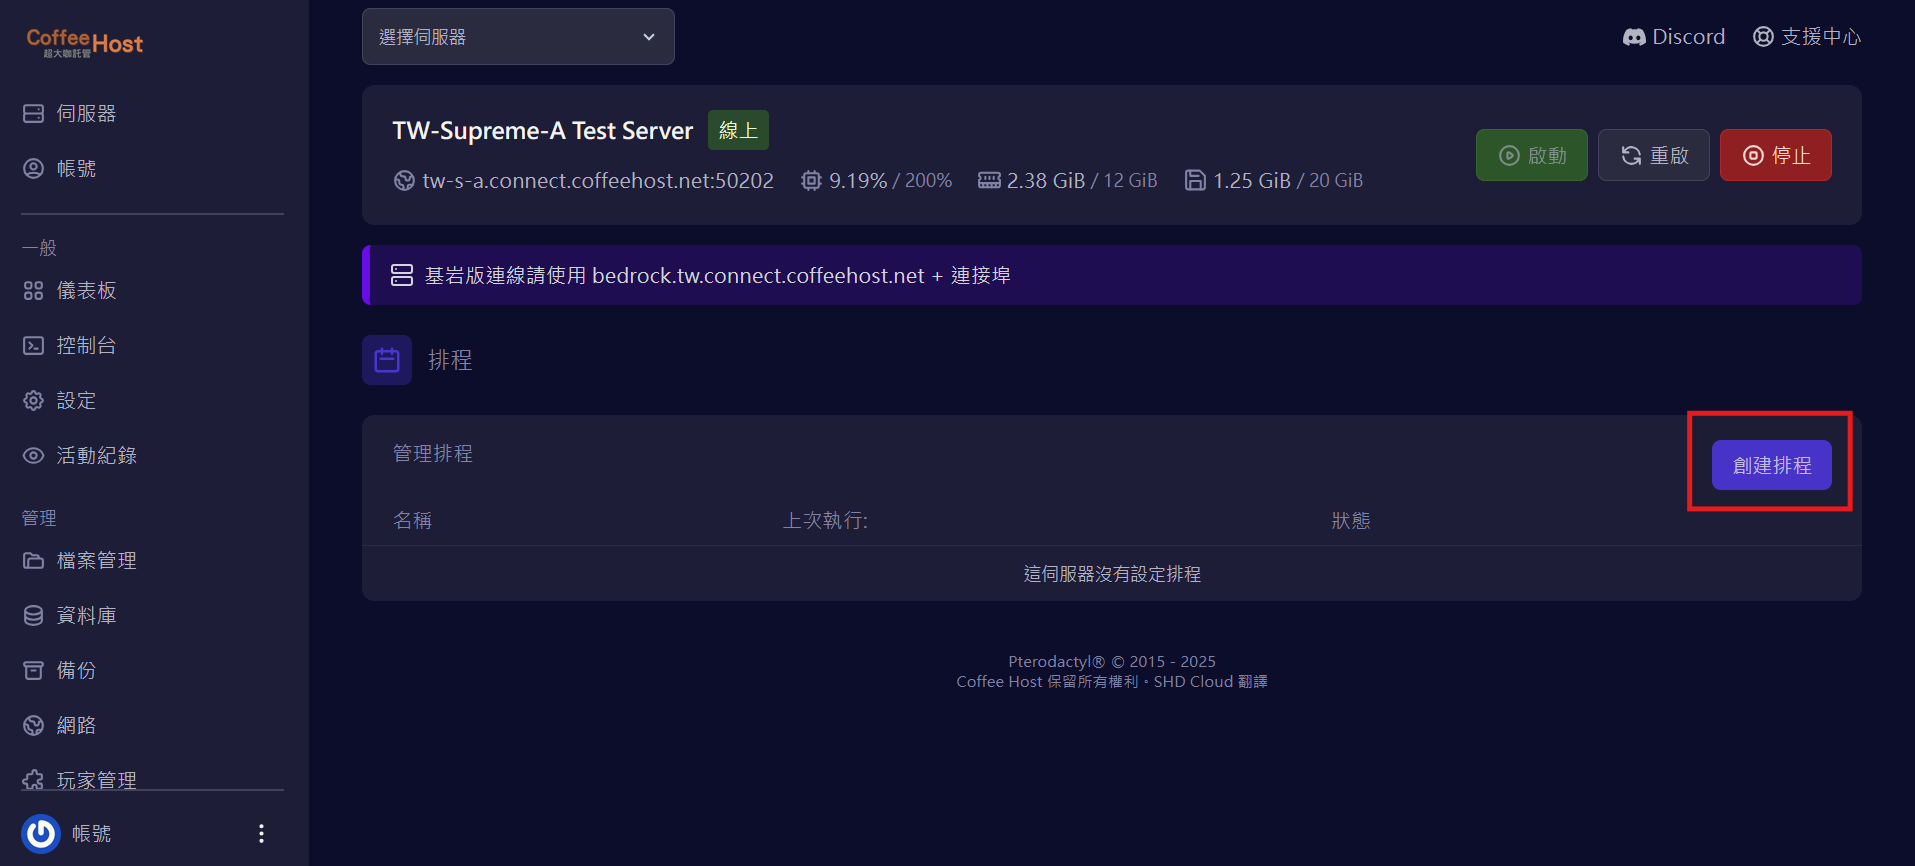 Coffee Host
超大咖託管
伺服器
帳號
一般
儀表板
控制台
設定
活動紀錄
管理
檔案管理
資料庫
備份
網路
玩家管理
帳號
選擇伺服器
Discord
支援中心
TW-Supreme-A Test Server
線上
tw-s-a.connect.coffeehost.net:50202
9.19% / 200%
2.38 GiB / 12 GiB
1.25 GiB / 20 GiB
啟動
重啟
停止
基岩版連線請使用 bedrock.tw.connect.coffeehost.net + 連接埠
排程
管理排程
創建排程
名稱
上次執行:
狀態
這伺服器沒有設定排程
Pterodactyl® © 2015 - 2025
Coffee Host 保留所有權利。SHD Cloud 翻譯